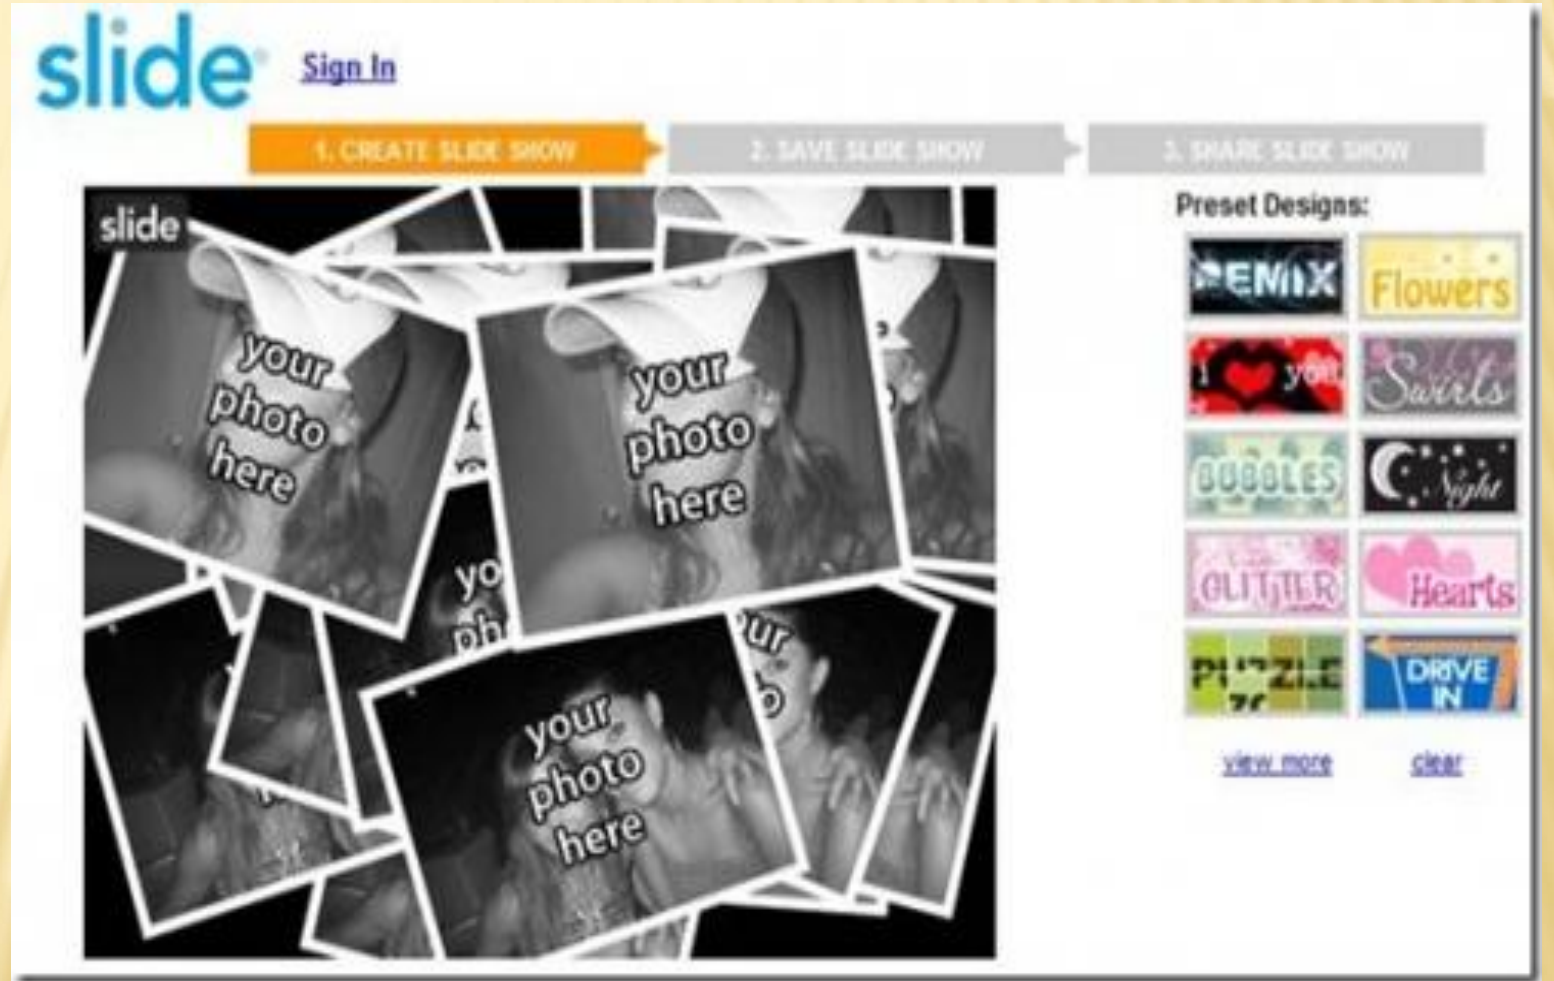 slide
Sign In
1. CREATE SLIDE SHOW
2. SAVE SLIDE SHOW
3. SHARE SLIDE SHOW
slide
your
photo
here
your
photo
here
yo
ph
your
photo
here
Preset Designs:
REMIX
Flowers
I you
Swirls
BUBBLES
Night
GLITTER
Hearts
PUZZLE
DRIVE
IN
view more
clear